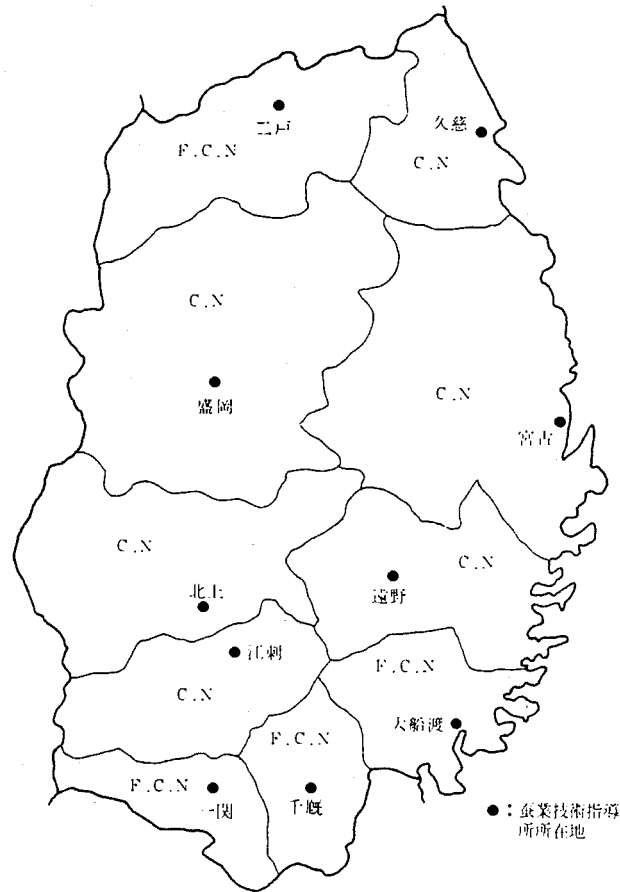 二戸
F.C.N
久慈
C.N
C.N
盛岡
C.N
宮古
C.N
北上
C.N
遠野
江刺
C.N
F.C.N
大船渡
F.C.N
一関
F.C.N
千厩
●：蚕業技術指導
所所在地